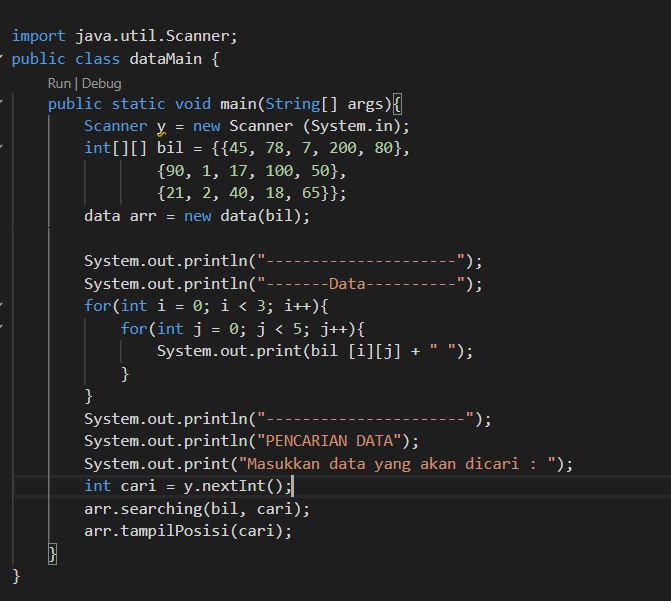 import java.util.Scanner;
public class dataMain {
Run | Debug
public static void main(String[] args){
Scanner y = new Scanner (System.in);
int[][] bil = {{45, 78, 7, 200, 80},
{90, 1, 17, 100, 50},
{21, 2, 40, 18, 65}};
data arr = new data(bil);
System.out.println("---------------------");
System.out.println("-------Data----------");
for(int i = 0; i < 3; i++){
for(int j = 0; j < 5; j++){
System.out.print(bil [i][j] + " ");
}
}
System.out.println("----------------------");
System.out.println("PENCARIAN DATA");
System.out.print("Masukkan data yang akan dicari : ");
int cari = y.nextInt();
arr.searching(bil, cari);
arr.tampilPosisi(cari);
}
}